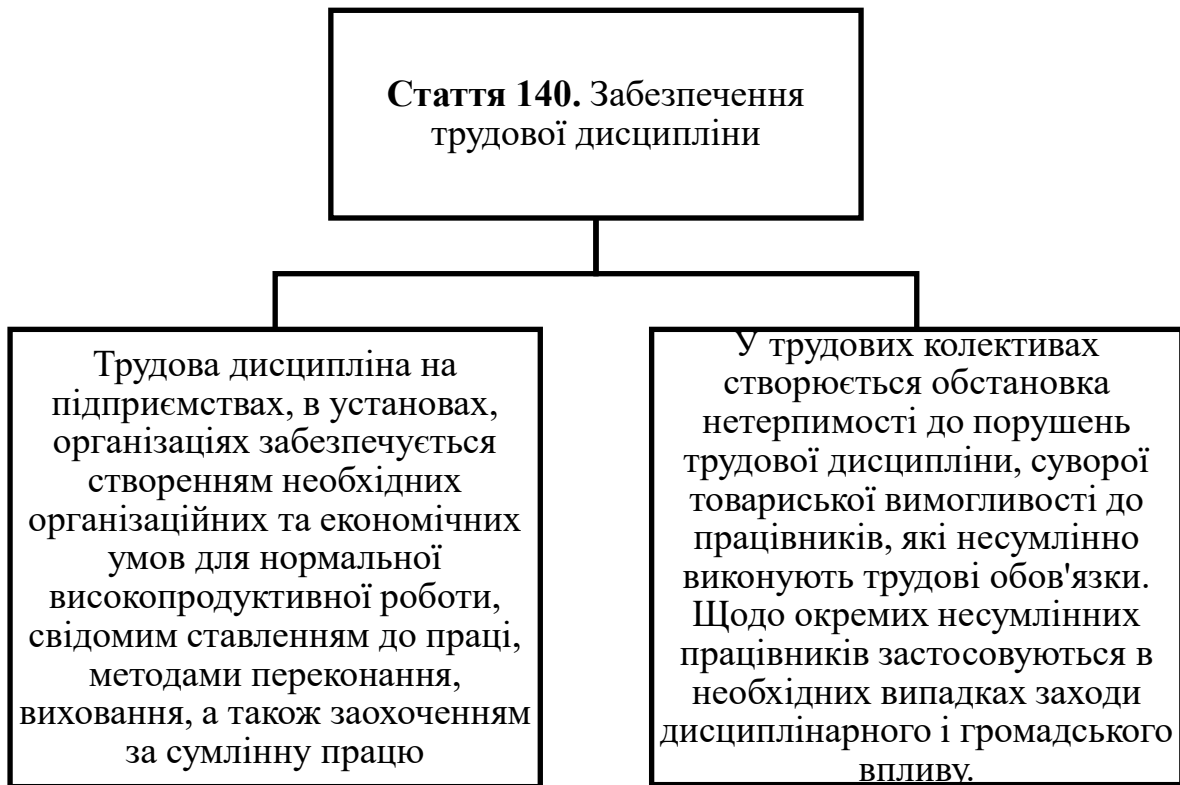 Стаття 140. Забезпечення
трудової дисципліни
Трудова дисципліна на
підприємствах, в установах,
організаціях забезпечується
створенням необхідних
організаційних та економічних
умов для нормальної
високопродуктивної роботи,
свідомим ставленням до праці,
методами переконання,
виховання, а також заохоченням
за сумлінну працю
У трудових колективах
створюється обстановка
нетерпимості до порушень
трудової дисципліни, суворої
товариської вимогливості до
працівників, які несумлінно
виконують трудові обов'язки.
Щодо окремих несумлінних
працівників застосовуються в
необхідних випадках заходи
дисциплінарного і громадського
впливу.